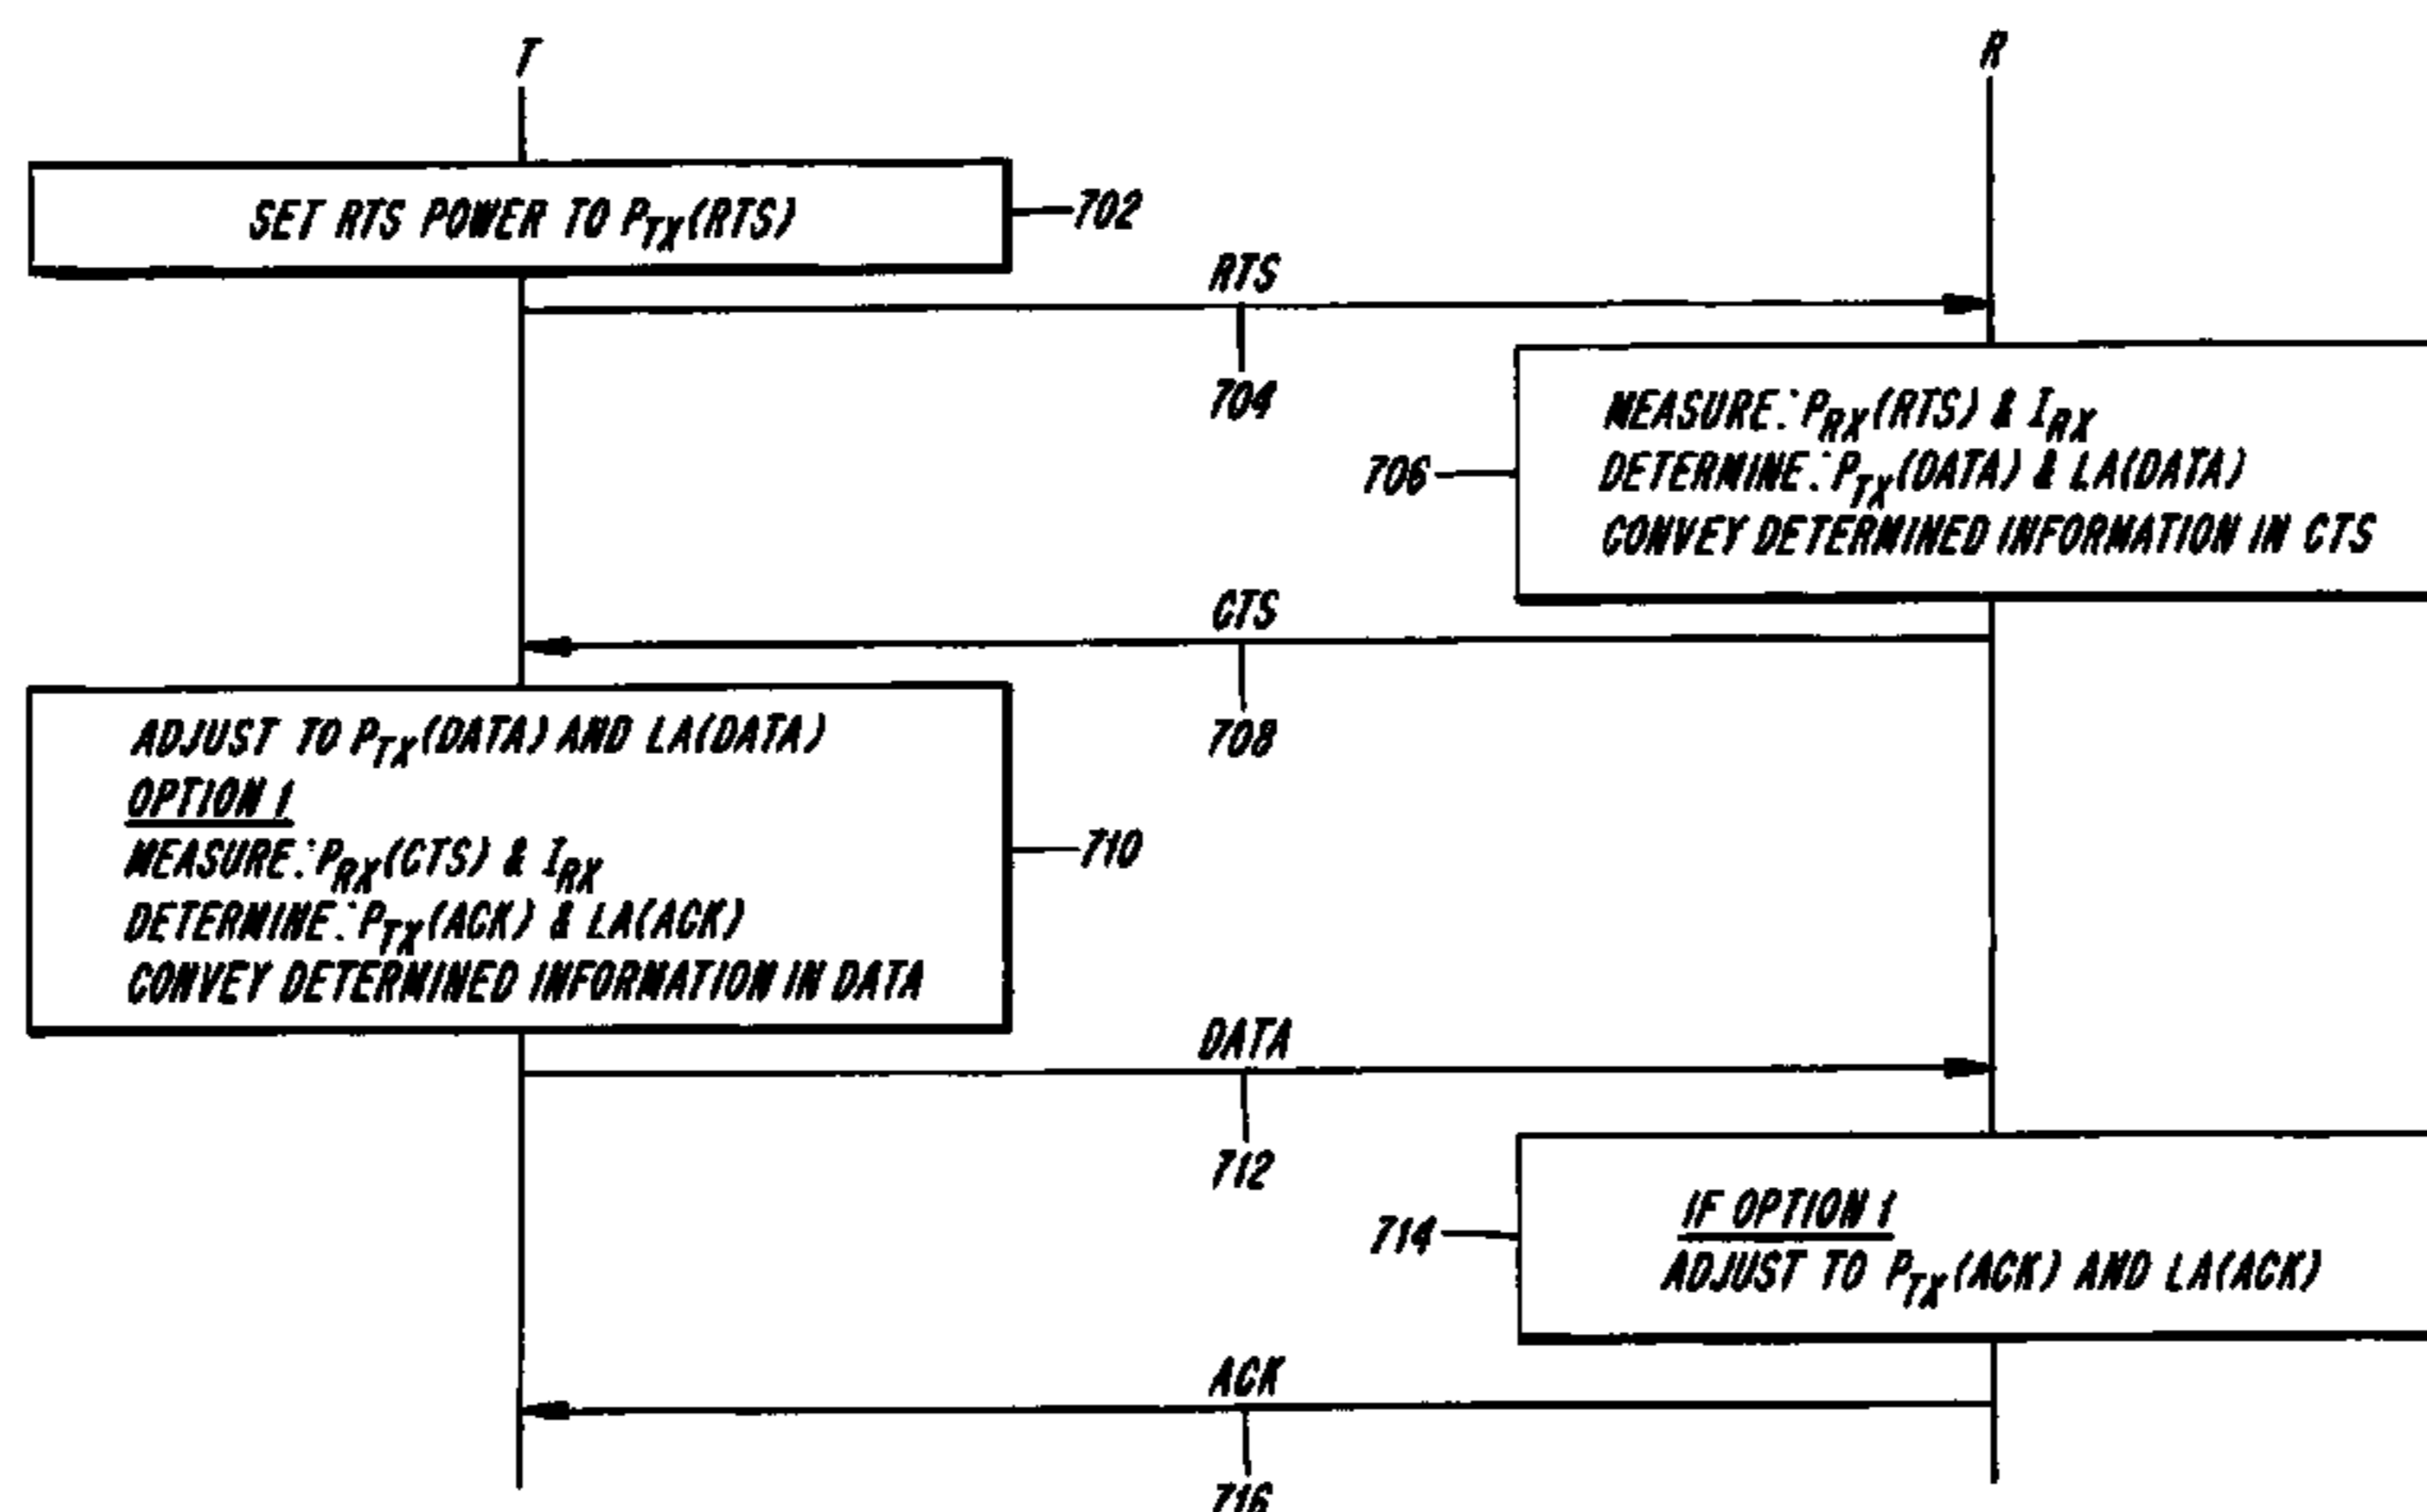 T
R
SET RTS POWER TO PTX(RTS)
702
RTS
704
MEASURE: PRX(RTS) & IRX
DETERMINE: PTX(DATA) & LA(DATA)
CONVEY DETERMINED INFORMATION IN CTS
706
CTS
708
ADJUST TO PTX(DATA) AND LA(DATA)
OPTION 1
MEASURE: PRX(CTS) & IRX
DETERMINE: PTX(ACK) & LA(ACK)
CONVEY DETERMINED INFORMATION IN DATA
710
DATA
712
IF OPTION 1
ADJUST TO PTX(ACK) AND LA(ACK)
714
ACK
716